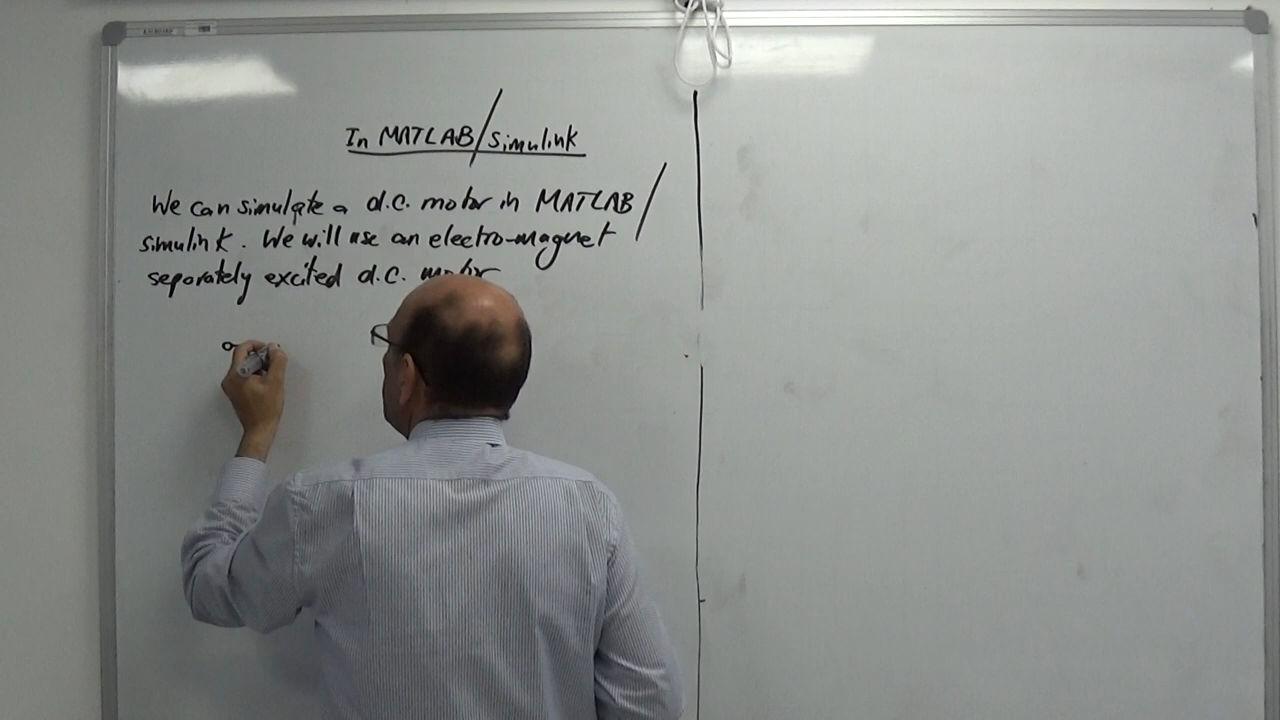 In MATLAB/Simulink
We can simulate a d.c. motor in MATLAB/
simulink. We will use an electro-magnet
separately excited d.c. motor